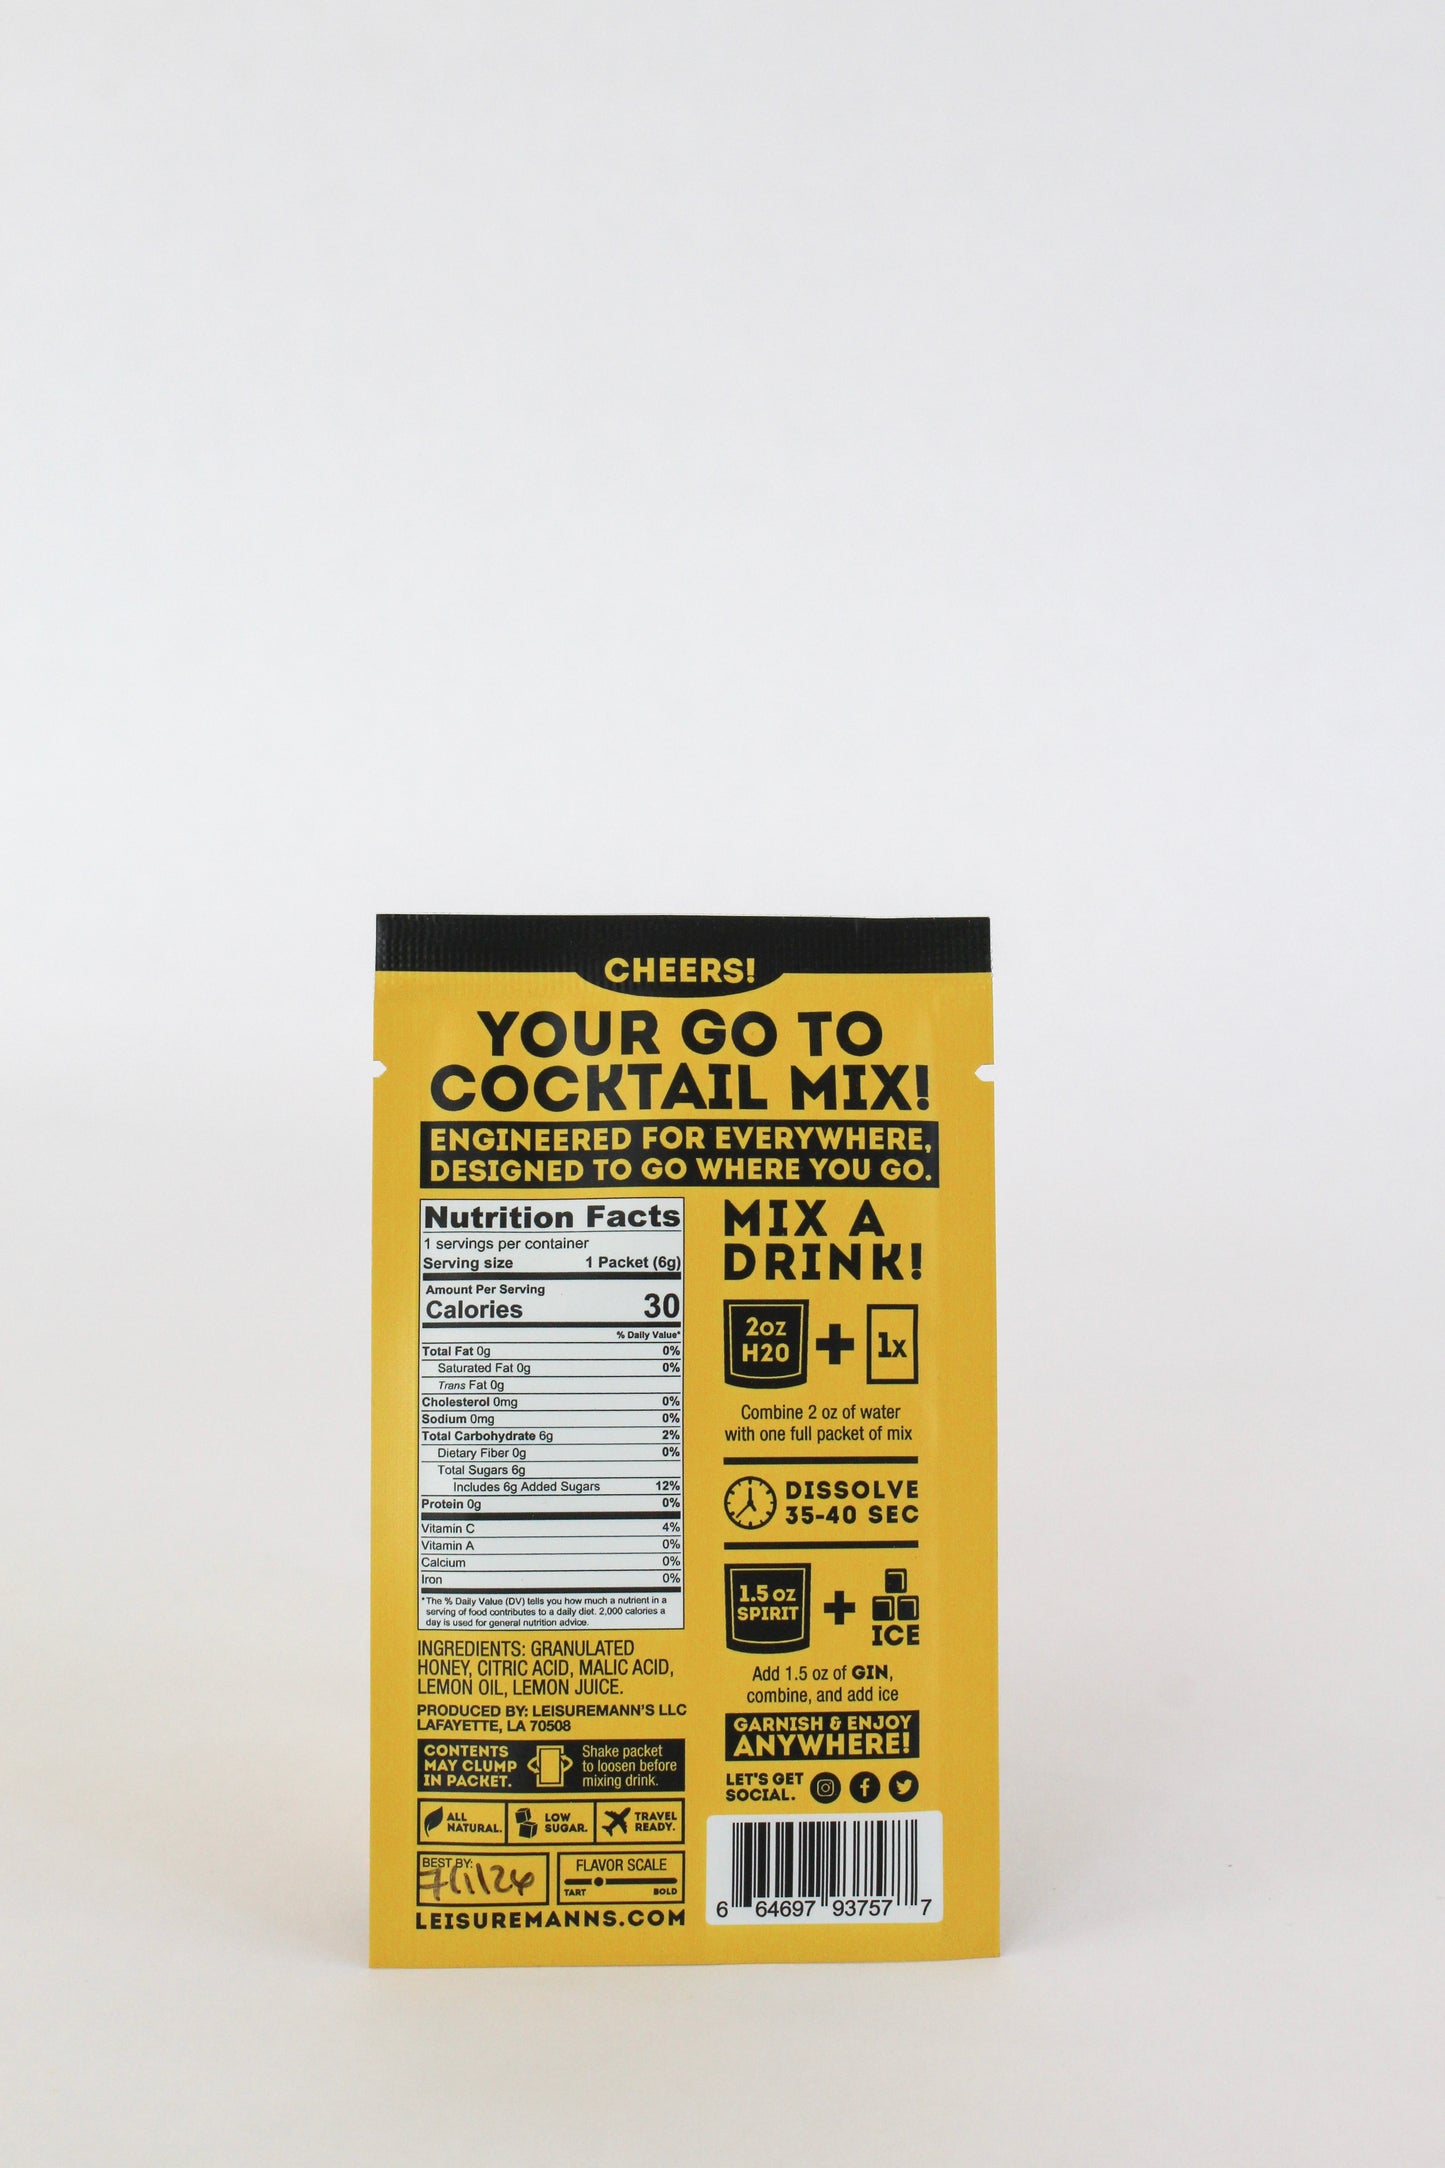 CHEERS!
YOUR GO TO
COCKTAIL MIX!
ENGINEERED FOR EVERYWHERE,
DESIGNED TO GO WHERE YOU GO.
Nutrition Facts
1 servings per container
Serving size 1 Packet (6g)
Amount Per Serving
Calories 30
% Daily Value*
Total Fat 0g 0%
Saturated Fat 0g 0%
Trans Fat 0g
Cholesterol 0mg 0%
Sodium 0mg 0%
Total Carbohydrate 6g 2%
Dietary Fiber 0g 0%
Total Sugars 6g
Includes 6g Added Sugars 12%
Protein 0g 0%
Vitamin C 4%
Vitamin A 0%
Calcium 0%
Iron 0%
*The % Daily Value (DV) tells you how much a nutrient in a
serving of food contributes to a daily diet. 2,000 calories a
day is used for general nutrition advice.
INGREDIENTS: GRANULATED
HONEY, CITRIC ACID, MALIC ACID,
LEMON OIL, LEMON JUICE.
PRODUCED BY: LEISUREMANN'S LLC
LAFAYETTE, LA 70508
CONTENTS
MAY CLUMP
IN PACKET.
Shake packet
to loosen before
mixing drink.
ALL
NATURAL.
LOW
SUGAR.
TRAVEL
READY.
BEST BY:
7/1/26
FLAVOR SCALE
TART BOLD
LEISUREMANNS.COM
MIX A
DRINK!
2oz
H20
+
1x
Combine 2 oz of water
with one full packet of mix
DISSOLVE
35-40 SEC
1.5 oz
SPIRIT
+
ICE
Add 1.5 oz of GIN,
combine, and add ice
GARNISH & ENJOY
ANYWHERE!
LET'S GET
SOCIAL.
6 64697 93757 7